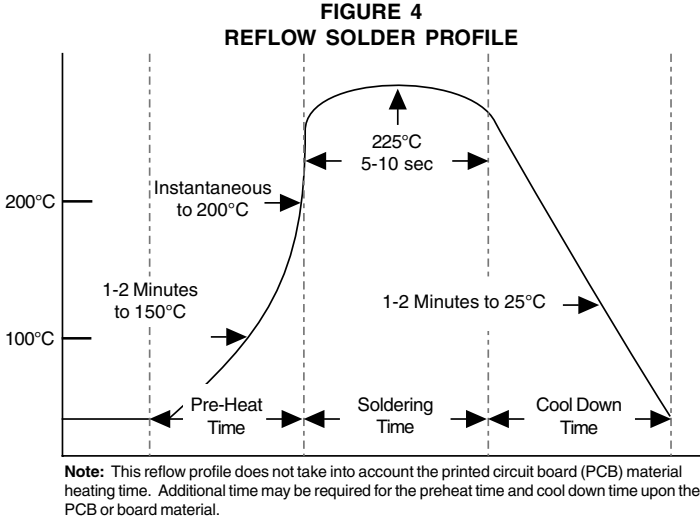 FIGURE 4
REFLOW SOLDER PROFILE
225°C
5-10 sec
Instantaneous
to 200°C
200°C
1-2 Minutes
to 150°C
1-2 Minutes to 25°C
100°C
Pre-Heat
Time
Soldering
Time
Cool Down
Time
Note: This reflow profile does not take into account the printed circuit board (PCB) material
heating time. Additional time may be required for the preheat time and cool down time upon the
PCB or board material.